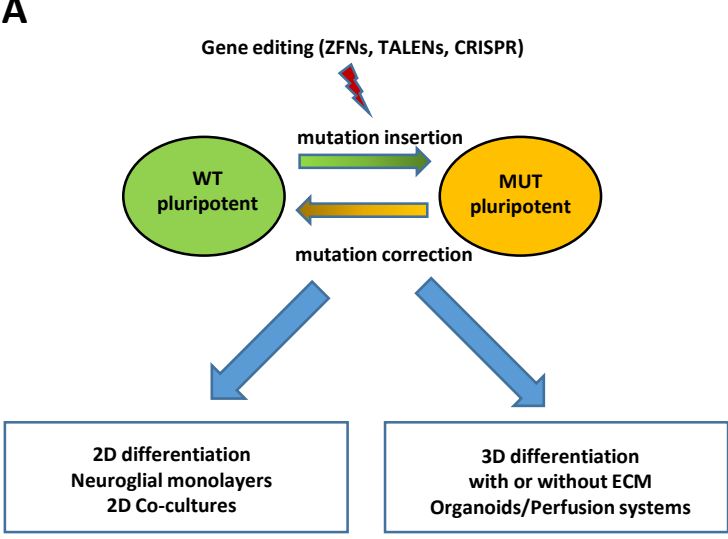 A
Gene editing (ZFNs, TALENs, CRISPR)
mutation insertion
WT
pluripotent
MUT
pluripotent
mutation correction
2D differentiation
Neuroglial monolayers
2D Co-cultures
3D differentiation
with or without ECM
Organoids/Perfusion systems